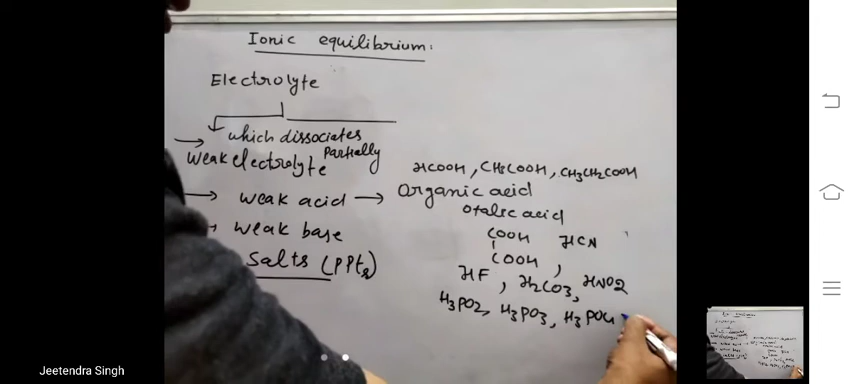 Ionic equilibrium:
Electrolyte
which dissociates
Partially
Weak electrolyte
HCOOH, CH3COOH, CH3CH2COOH
weak acid → Organic acid
Oxalic acid
weak base
COOH
HCN
COOH,
Salts (PPts)
HF, H2CO3, HNO2
H3PO2, H3PO3, H3PO4
Jeetendra Singh